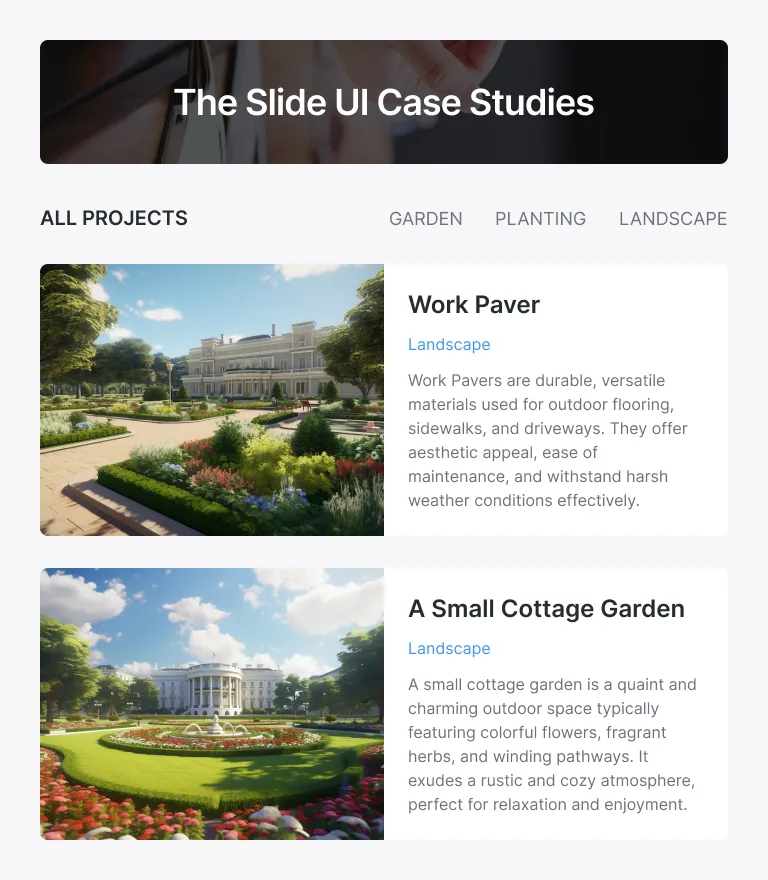 The Slide UI Case Studies
ALL PROJECTS
GARDEN PLANTING LANDSCAPE
Work Paver
Landscape
Work Pavers are durable, versatile
materials used for outdoor flooring,
sidewalks, and driveways. They offer
aesthetic appeal, ease of
maintenance, and withstand harsh
weather conditions effectively.
A Small Cottage Garden
Landscape
A small cottage garden is a quaint and
charming outdoor space typically
featuring colorful flowers, fragrant
herbs, and winding pathways. It
exudes a rustic and cozy atmosphere,
perfect for relaxation and enjoyment.